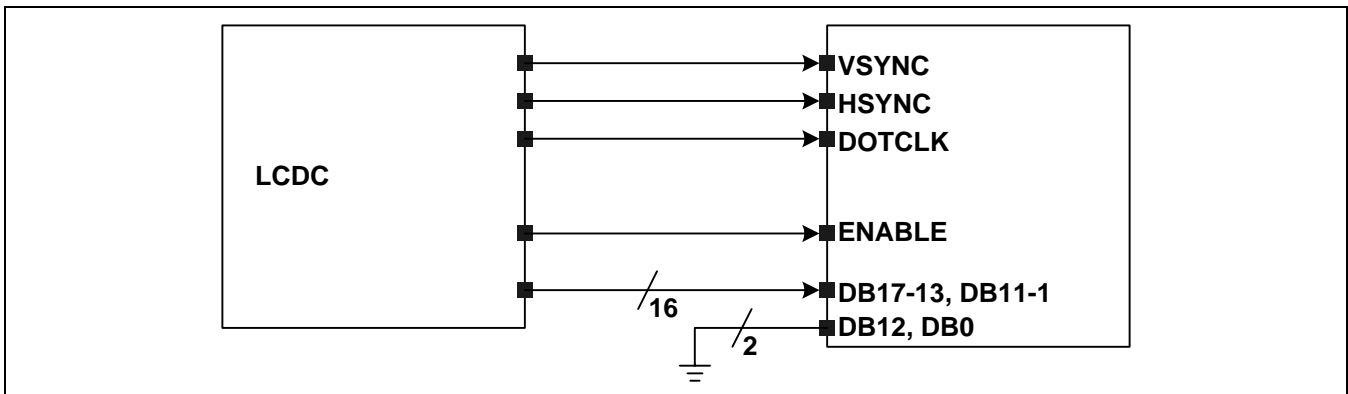 LCDC
VSYNC
HSYNC
DOTCLK
ENABLE
16
DB17-13, DB11-1
2
DB12, DB0